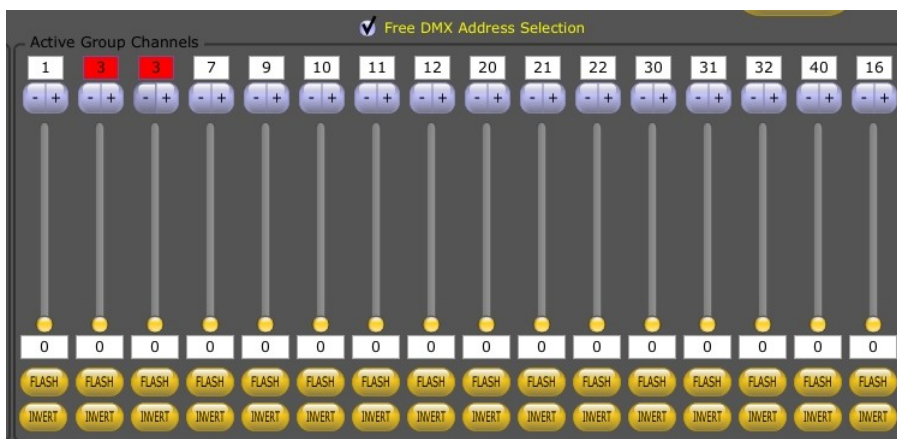 Free DMX Address Selection
Active Group Channels
1 3 3 7 9 10 11 12 20 21 22 30 31 32 40 16
- + - + - + - + - + - + - + - + - + - + - + - + - + - + - + - +
0 0 0 0 0 0 0 0 0 0 0 0 0 0 0 0
FLASH FLASH FLASH FLASH FLASH FLASH FLASH FLASH FLASH FLASH FLASH FLASH FLASH FLASH FLASH FLASH
INVERT INVERT INVERT INVERT INVERT INVERT INVERT INVERT INVERT INVERT INVERT INVERT INVERT INVERT INVERT INVERT